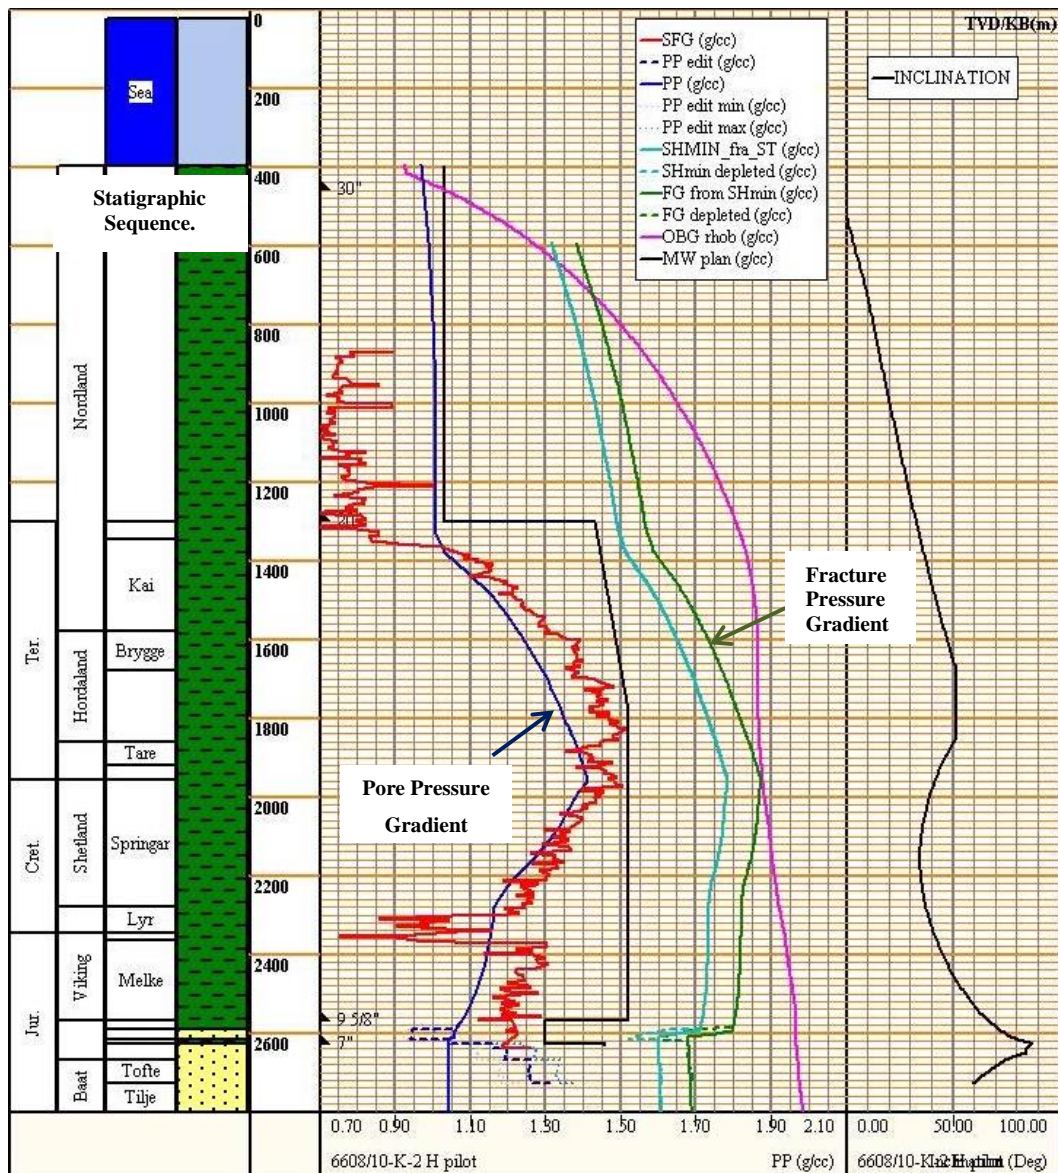 0
TVD/KB(m)
SFG (g/cc)
PP edit (g/cc)
PP (g/cc)
PP edit min (g/cc)
PP edit max (g/cc)
SHMIN_fra_ST (g/cc)
SHmin depleted (g/cc)
FG from SHmin (g/cc)
FG depleted (g/cc)
OBG rhob (g/cc)
MW plan (g/cc)
INCLINATION
Sea
200
400
30"
Statigraphic
Sequence.
600
800
Nordland
1000
1200
1400
Kai
Fracture
Pressure
Gradient
Ter.
Hordaland
1600
Brygge
1800
Tare
Pore Pressure
Gradient
2000
Cret.
Shetland
Springar
2200
Lyr
2400
Jur.
Viking
Melke
9 5/8"
2600
7"
Baat
Tofte
Tilje
0.70 0.90 1.10 1.30 1.50 1.70 1.90 2.10
0.00 50.00 100.00
6608/10-K-2 H pilot
PP (g/cc)
6608/10-K-2 H pilot
(Deg)